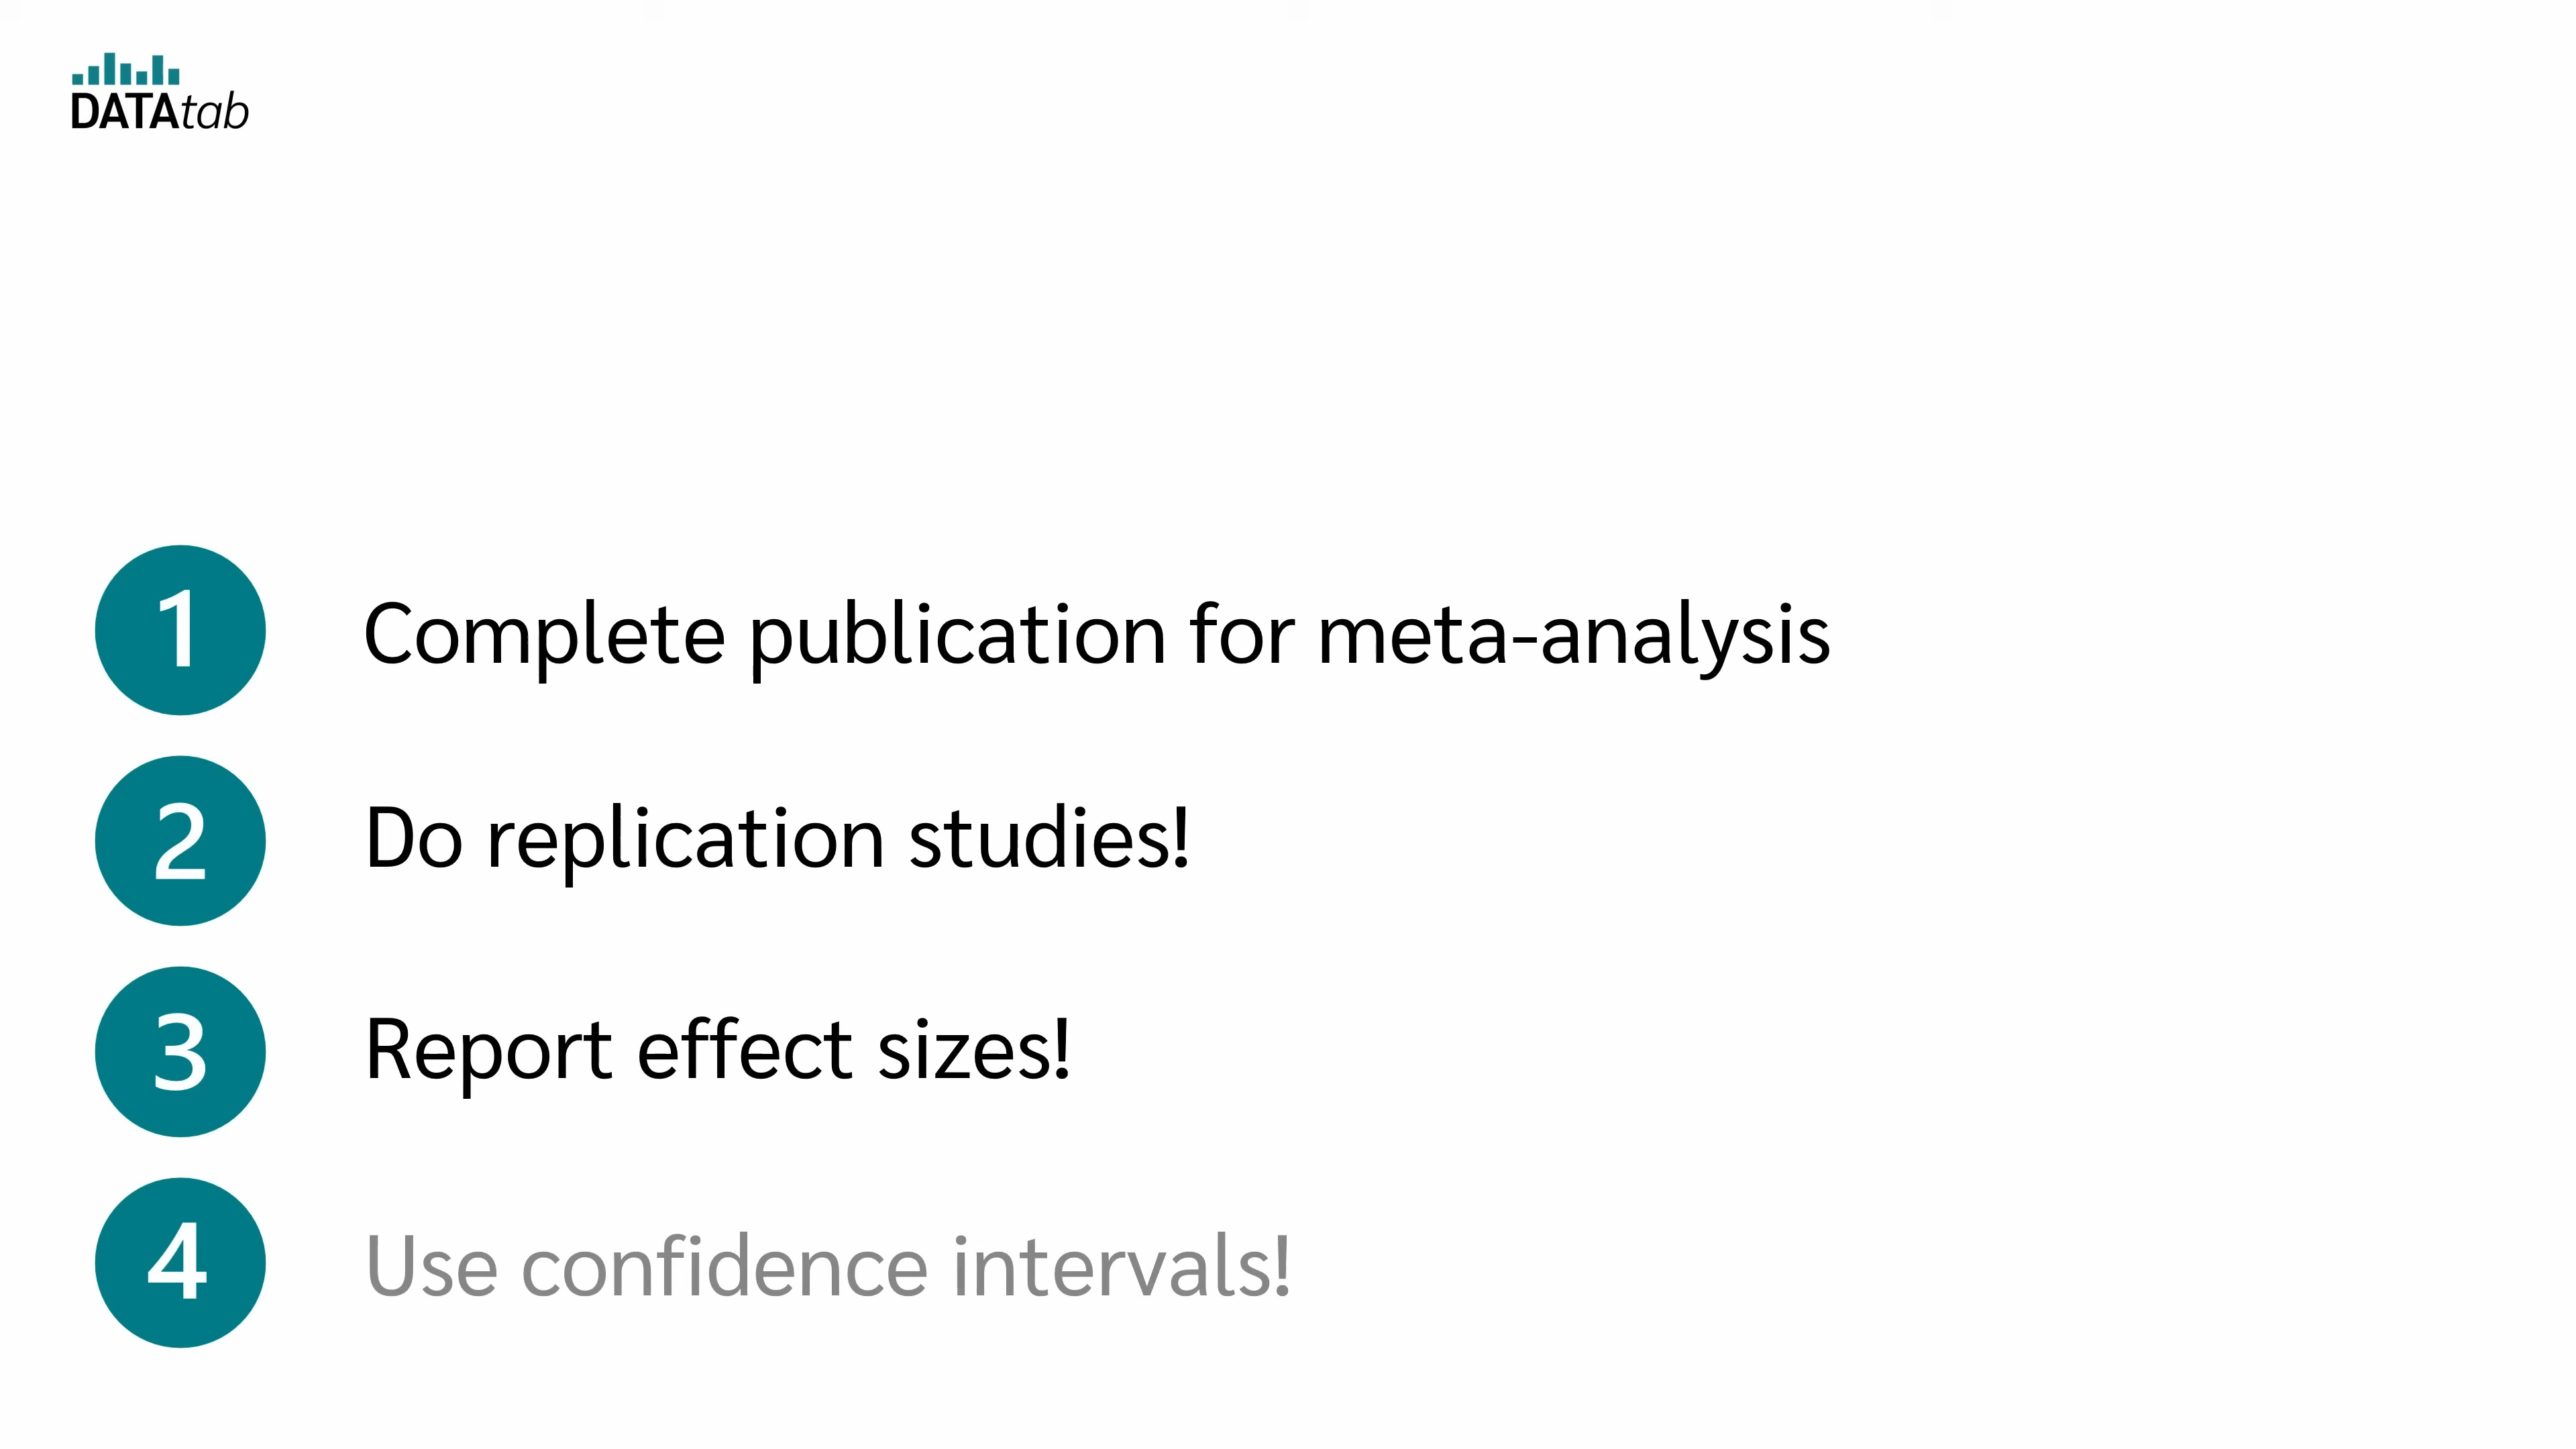 DATAtab
1 Complete publication for meta-analysis
2 Do replication studies!
3 Report effect sizes!
4 Use confidence intervals!